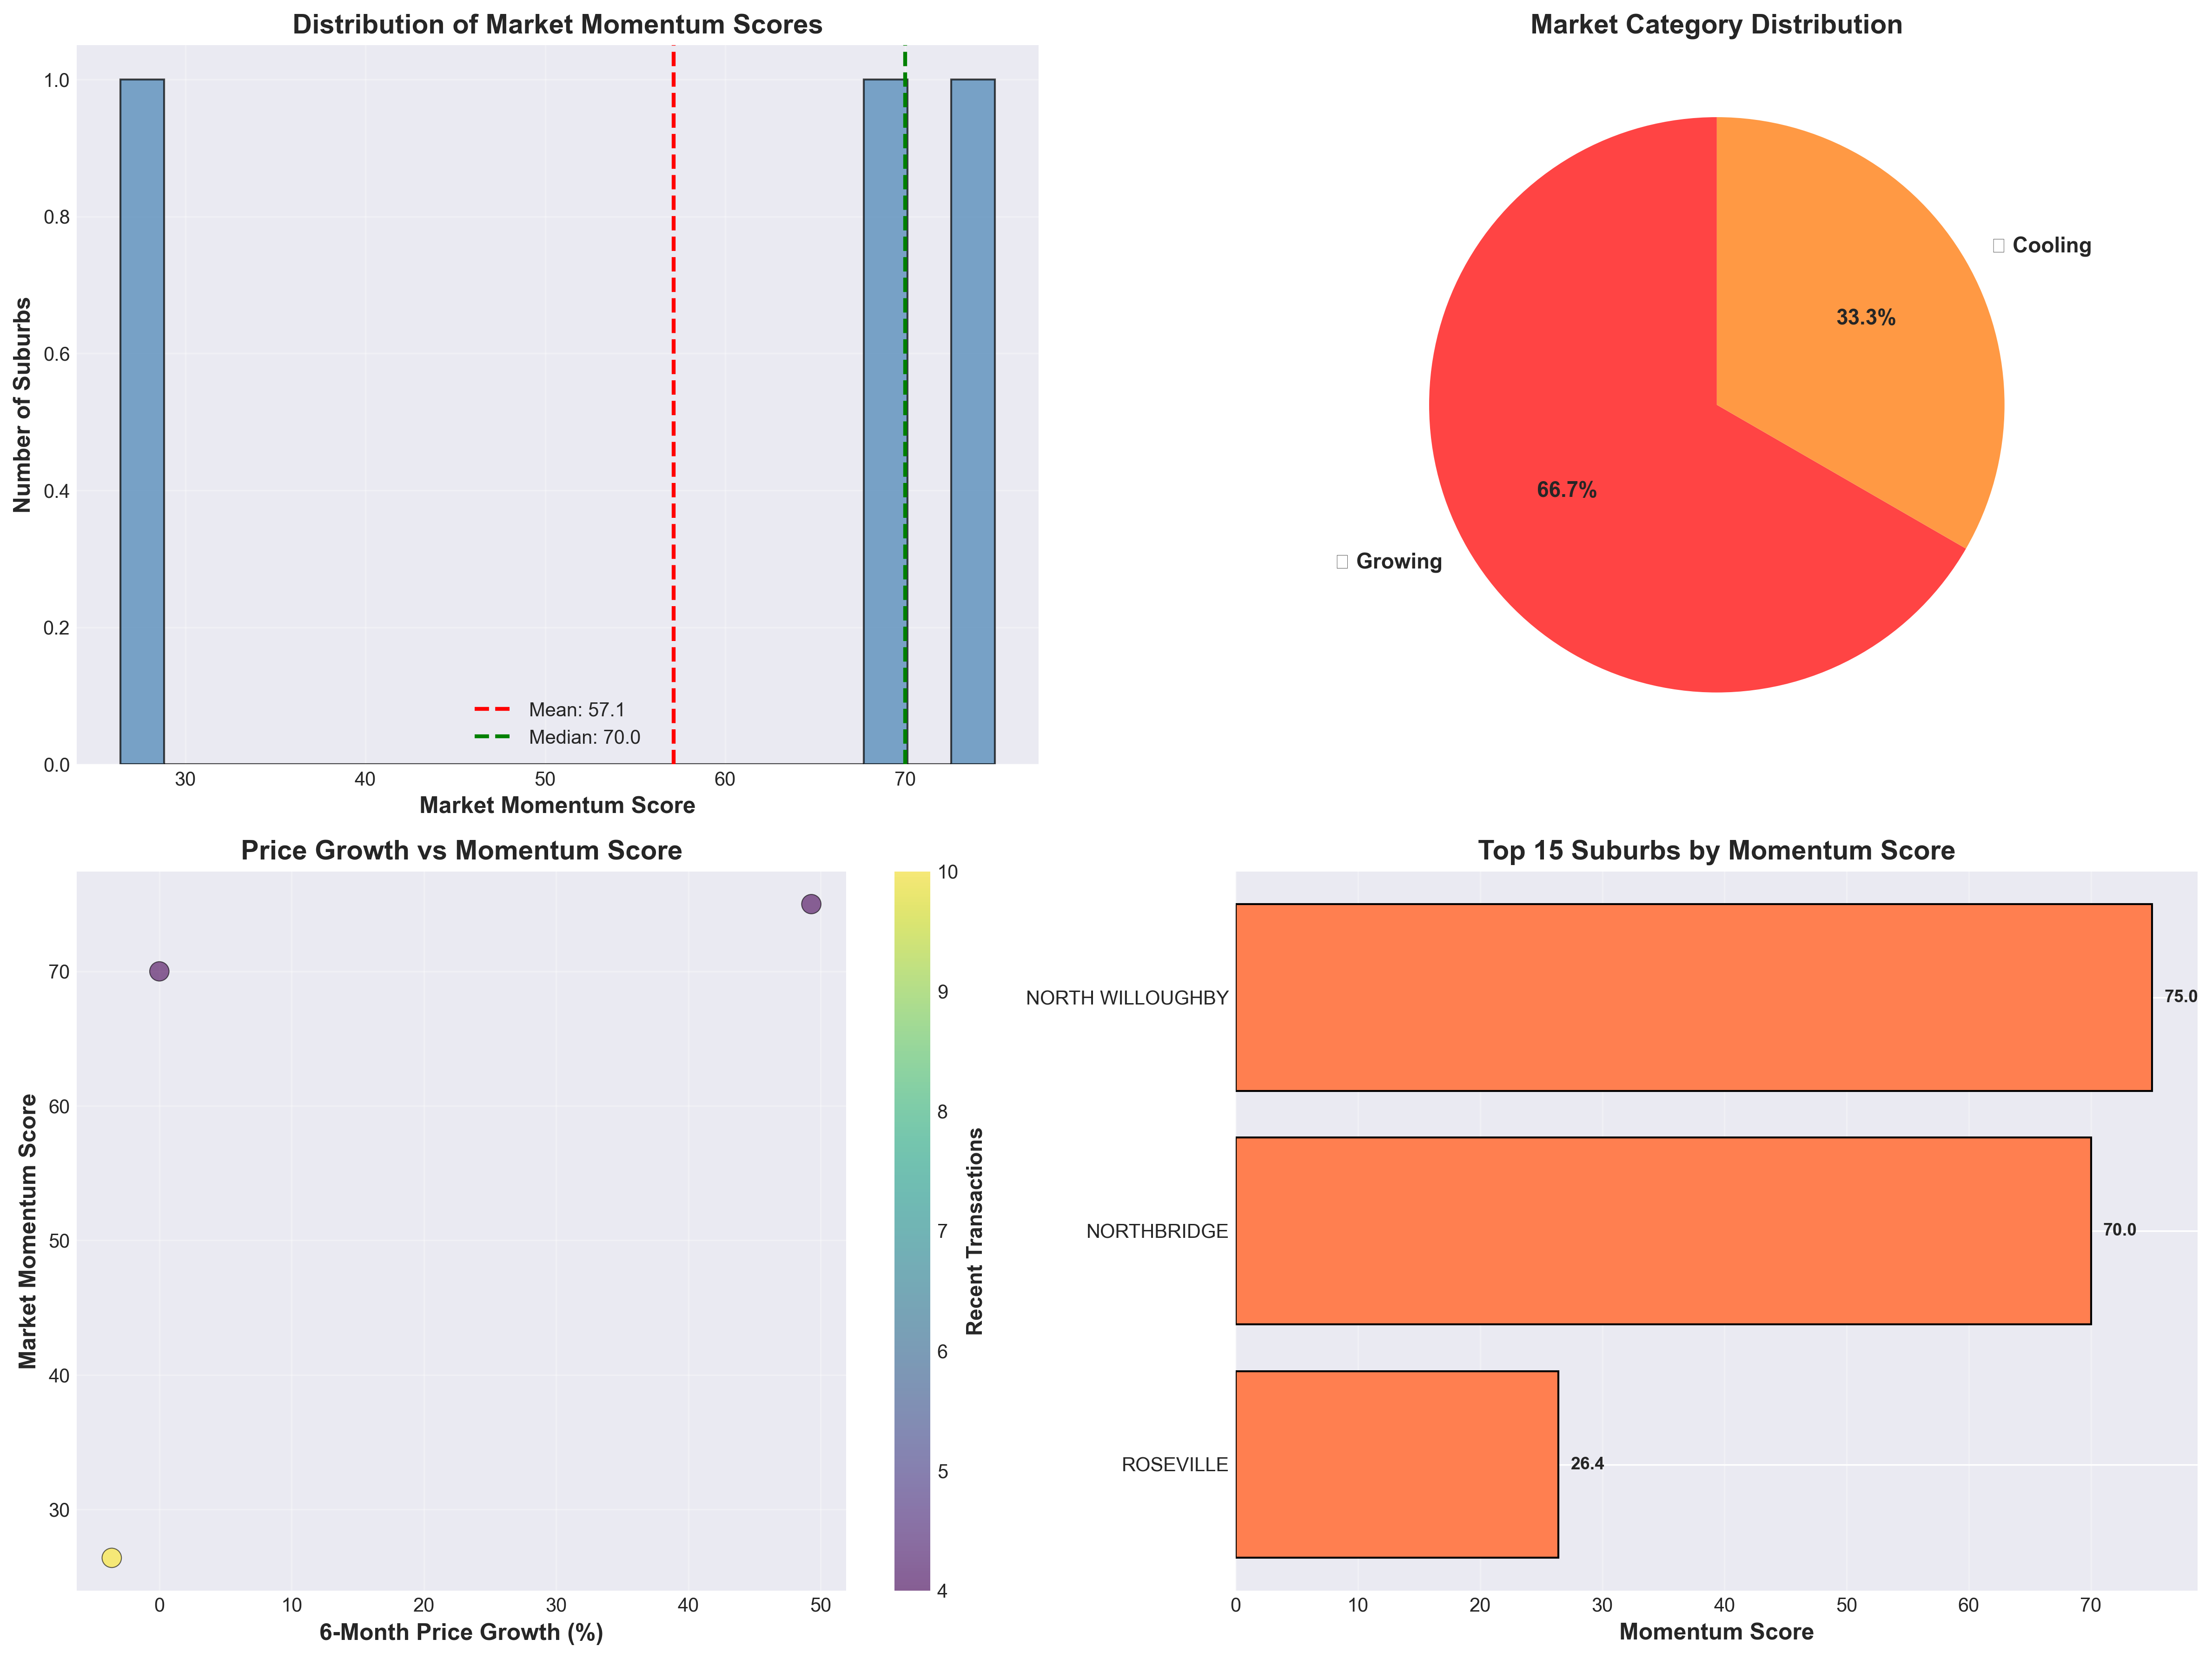 Distribution of Market Momentum Scores
Number of Suburbs
1.0
0.8
0.6
0.4
0.2
0.0
30 40 50 60 70
Market Momentum Score
Mean: 57.1
Median: 70.0
Market Category Distribution
Cooling
33.3%
66.7%
Growing
Price Growth vs Momentum Score
Market Momentum Score
70
60
50
40
30
0 10 20 30 40 50
6-Month Price Growth (%)
10
9
8
7
6
5
4
Recent Transactions
Top 15 Suburbs by Momentum Score
NORTH WILLOUGHBY 75.0
NORTHBRIDGE 70.0
ROSEVILLE 26.4
0 10 20 30 40 50 60 70
Momentum Score